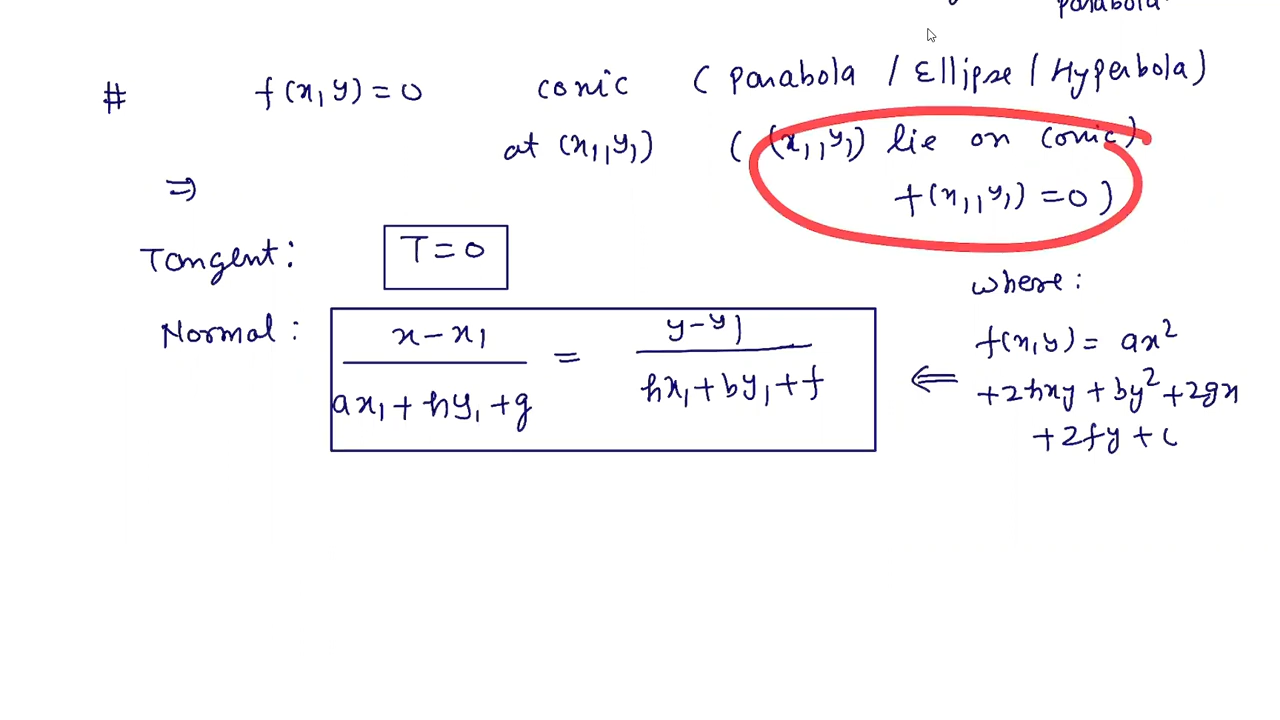 parabola
# f(x,y)=0 conic (parabola / Ellipse / Hyperbola)
at (x₁,y₁) ( (x₁,y₁) lie on conic)
⇒ f(x₁,y₁) = 0 )
Tangent: T=0
where:
Normal: x-x₁ / ax₁+hy₁+g = y-y₁ / hx₁+by₁+f
⇐ f(x,y) = ax²
+2hxy + by² +2gx
+2fy + c